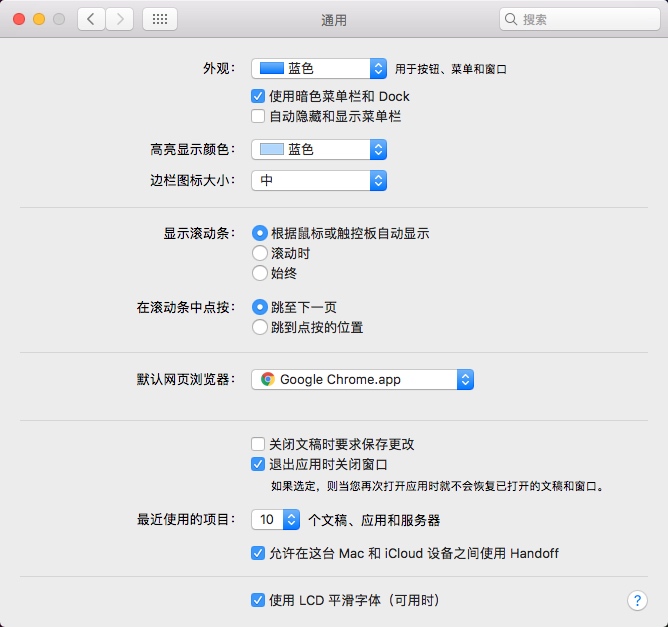 通用
搜索
外观： 蓝色 用于按钮、菜单和窗口
使用暗色菜单栏和 Dock
自动隐藏和显示菜单栏
高亮显示颜色： 蓝色
边栏图标大小： 中
显示滚动条： 根据鼠标或触控板自动显示
滚动时
始终
在滚动条中点按： 跳至下一页
跳到点按的位置
默认网页浏览器： Google Chrome.app
关闭文稿时要求保存更改
退出应用时关闭窗口
如果选定，则当您再次打开应用时就不会恢复已打开的文稿和窗口。
最近使用的项目： 10 个文稿、应用和服务器
允许在这台 Mac 和 iCloud 设备之间使用 Handoff
使用 LCD 平滑字体（可用时）
?